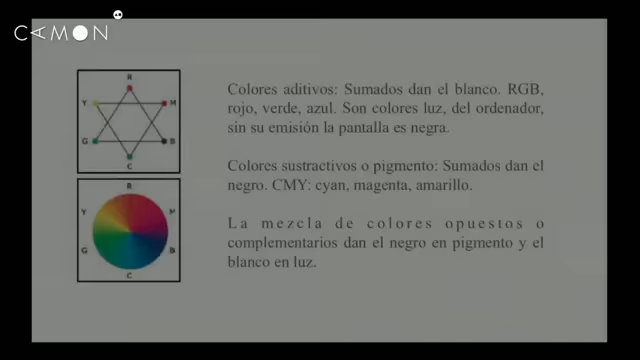 CAMON
R
Y M
G B
C
R
Y M
G B
C
Colores aditivos: Sumados dan el blanco. RGB,
rojo, verde, azul. Son colores luz, del ordenador,
sin su emisión la pantalla es negra.
Colores sustractivos o pigmento: Sumados dan el
negro. CMY: cyan, magenta, amarillo.
La mezcla de colores opuestos o
complementarios dan el negro en pigmento y el
blanco en luz.